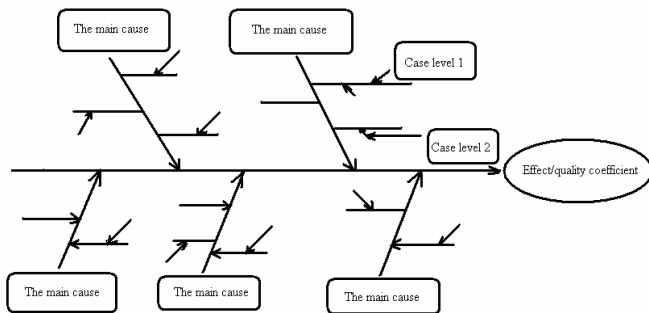 The main cause
The main cause
Case level 1
Case level 2
Effect/quality coefficient
The main cause
The main cause
The main cause